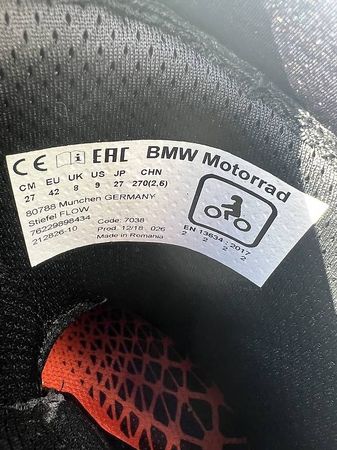 CE EAC BMW Motorrad
CM EU UK US JP CHN
27 42 8 9 27 270(2,5)
80788 Munchen GERMANY
Stiefel FLOW
76229898434 Code: 7038
212826-10 Prod. 12/18 026
Made in Romania
EN 13634 : 2017
2 2 2 2